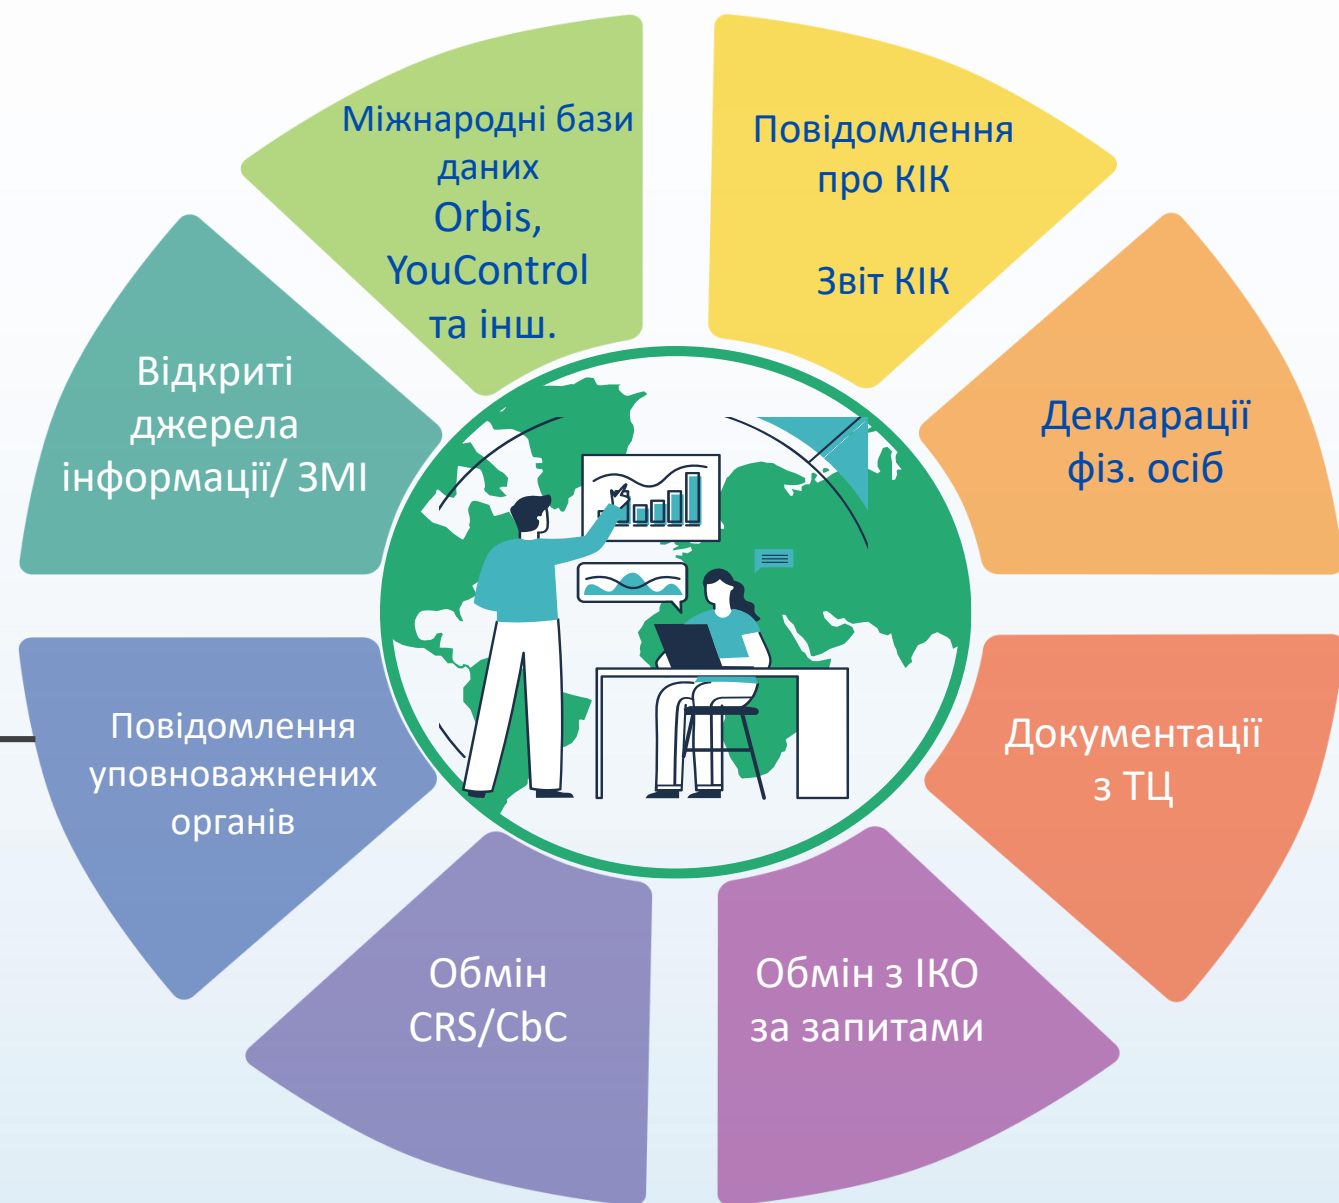 Міжнародні бази
даних
Orbis,
YouControl
та інш.
Повідомлення
про КІК
Звіт КІК
Декларації
фіз. осіб
Документації
з ТЦ
Обмін з ІКО
за запитами
Обмін
CRS/CbC
Повідомлення
уповноважнених
органів
Відкриті
джерела
інформації/ ЗМІ